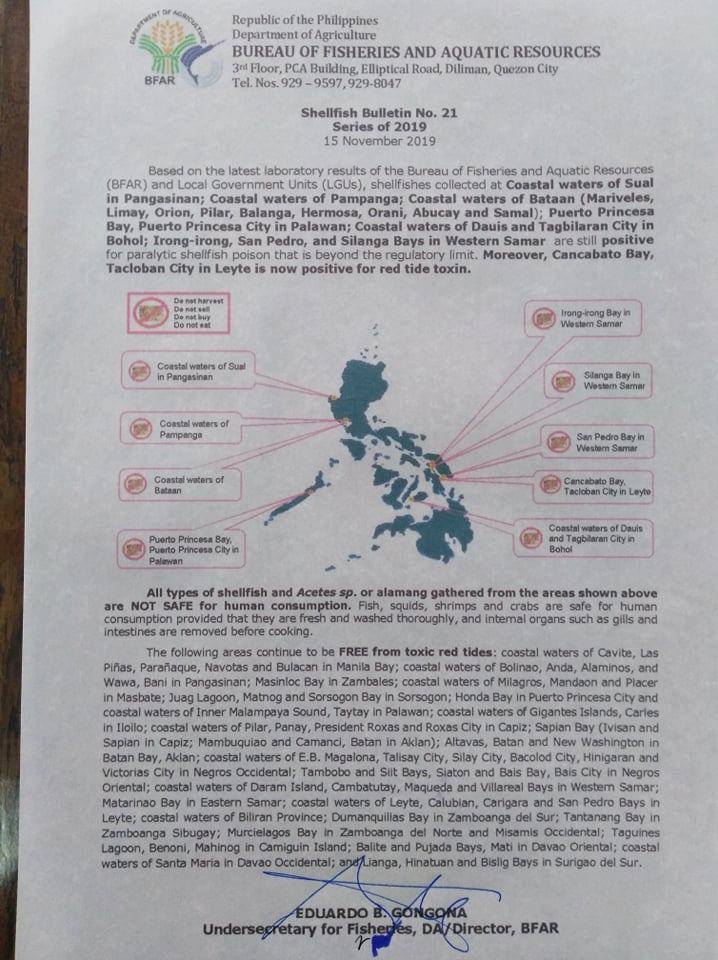 DEPARTMENT OF AGRICULTURE
BFAR
Republic of the Philippines
Department of Agriculture
BUREAU OF FISHERIES AND AQUATIC RESOURCES
3rd Floor, PCA Building, Elliptical Road, Diliman, Quezon City
Tel. Nos. 929 – 9597, 929-8047
Shellfish Bulletin No. 21
Series of 2019
15 November 2019
Based on the latest laboratory results of the Bureau of Fisheries and Aquatic Resources
(BFAR) and Local Government Units (LGUs), shellfishes collected at Coastal waters of Sual
in Pangasinan; Coastal waters of Pampanga; Coastal waters of Bataan (Mariveles,
Limay, Orion, Pilar, Balanga, Hermosa, Orani, Abucay and Samal); Puerto Princesa
Bay, Puerto Princesa City in Palawan; Coastal waters of Dauis and Tagbilaran City in
Bohol; Irong-irong, San Pedro, and Silanga Bays in Western Samar are still positive
for paralytic shellfish poison that is beyond the regulatory limit. Moreover, Cancabato Bay,
Tacloban City in Leyte is now positive for red tide toxin.
Do not harvest
Do not sell
Do not buy
Do not eat
Coastal waters of Sual
in Pangasinan
Coastal waters of
Pampanga
Coastal waters of
Bataan
Puerto Princesa Bay,
Puerto Princesa City in
Palawan
Irong-irong Bay in
Western Samar
Silanga Bay in
Western Samar
San Pedro Bay in
Western Samar
Cancabato Bay,
Tacloban City in Leyte
Coastal waters of Dauis
and Tagbilaran City in
Bohol
All types of shellfish and Acetes sp. or alamang gathered from the areas shown above
are NOT SAFE for human consumption. Fish, squids, shrimps and crabs are safe for human
consumption provided that they are fresh and washed thoroughly, and internal organs such as gills and
intestines are removed before cooking.
The following areas continue to be FREE from toxic red tides: coastal waters of Cavite, Las
Piñas, Parañaque, Navotas and Bulacan in Manila Bay; coastal waters of Bolinao, Anda, Alaminos, and
Wawa, Bani in Pangasinan; Masinloc Bay in Zambales; coastal waters of Milagros, Mandaon and Placer
in Masbate; Juag Lagoon, Matnog and Sorsogon Bay in Sorsogon; Honda Bay in Puerto Princesa City and
coastal waters of Inner Malampaya Sound, Taytay in Palawan; coastal waters of Gigantes Islands, Carles
in Iloilo; coastal waters of Pilar, Panay, President Roxas and Roxas City in Capiz; Sapian Bay (Ivisan and
Sapian in Capiz; Mambuquiao and Camanci, Batan in Aklan); Altavas, Batan and New Washington in
Batan Bay, Aklan; coastal waters of E.B. Magalona, Talisay City, Silay City, Bacolod City, Hinigaran and
Victorias City in Negros Occidental; Tambobo and Siit Bays, Siaton and Bais Bay, Bais City in Negros
Oriental; coastal waters of Daram Island, Cambatutay, Maqueda and Villareal Bays in Western Samar;
Matarinao Bay in Eastern Samar; coastal waters of Leyte, Calubian, Carigara and San Pedro Bays in
Leyte; coastal waters of Biliran Province; Dumanquillas Bay in Zamboanga del Sur; Tantanang Bay in
Zamboanga Sibugay; Murcielagos Bay in Zamboanga del Norte and Misamis Occidental; Taguines
Lagoon, Benoni, Mahinog in Camiguin Island; Balite and Pujada Bays, Mati in Davao Oriental; coastal
waters of Santa Maria in Davao Occidental; and Lianga, Hinatuan and Bislig Bays in Surigao del Sur.
EDUARDO B. GONGONA
Undersecretary for Fisheries, DA/Director, BFAR